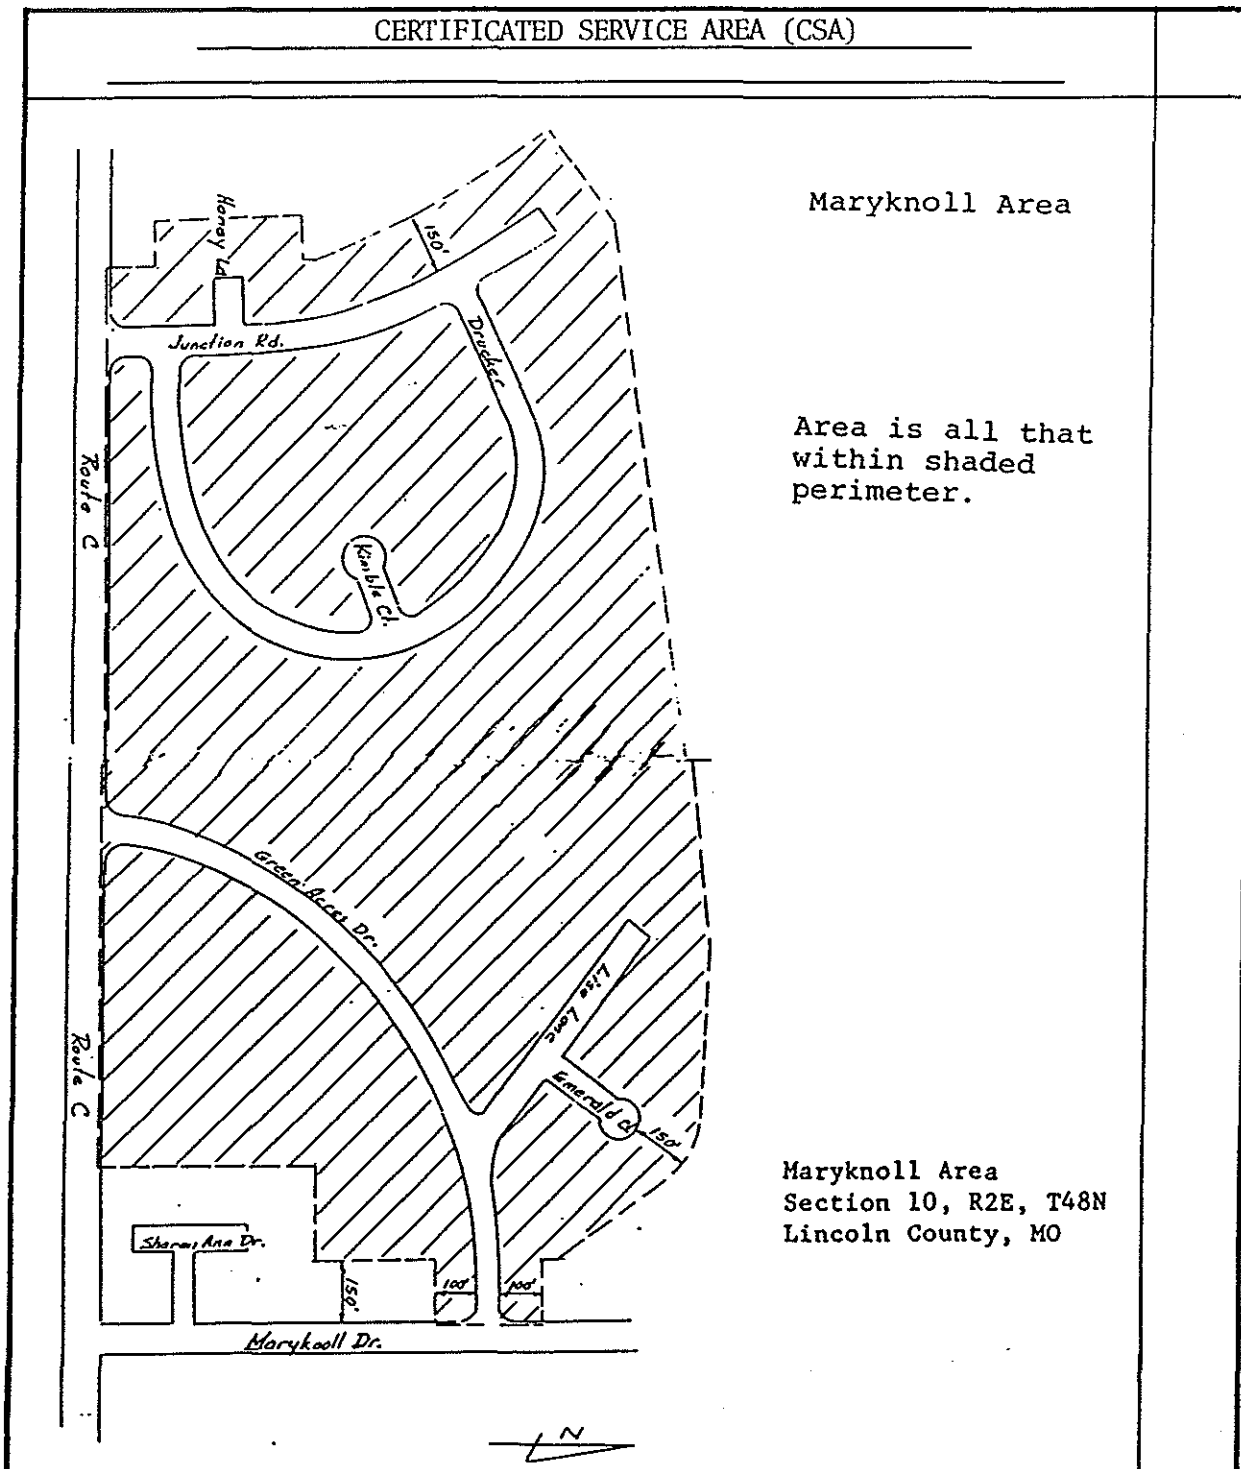 CERTIFICATED SERVICE AREA (CSA)
Maryknoll Area
150'
Junction Rd.
Drucker
Area is all that
within shaded
perimeter.
Route C
Kimble Ct.
Green Acres Dr.
Lisa Lane
Route C
Emerald Ct
150'
Maryknoll Area
Section 10, R2E, T48N
Lincoln County, MO
Sharon Ann Dr.
150'
100'
100'
Maryknoll Dr.
N